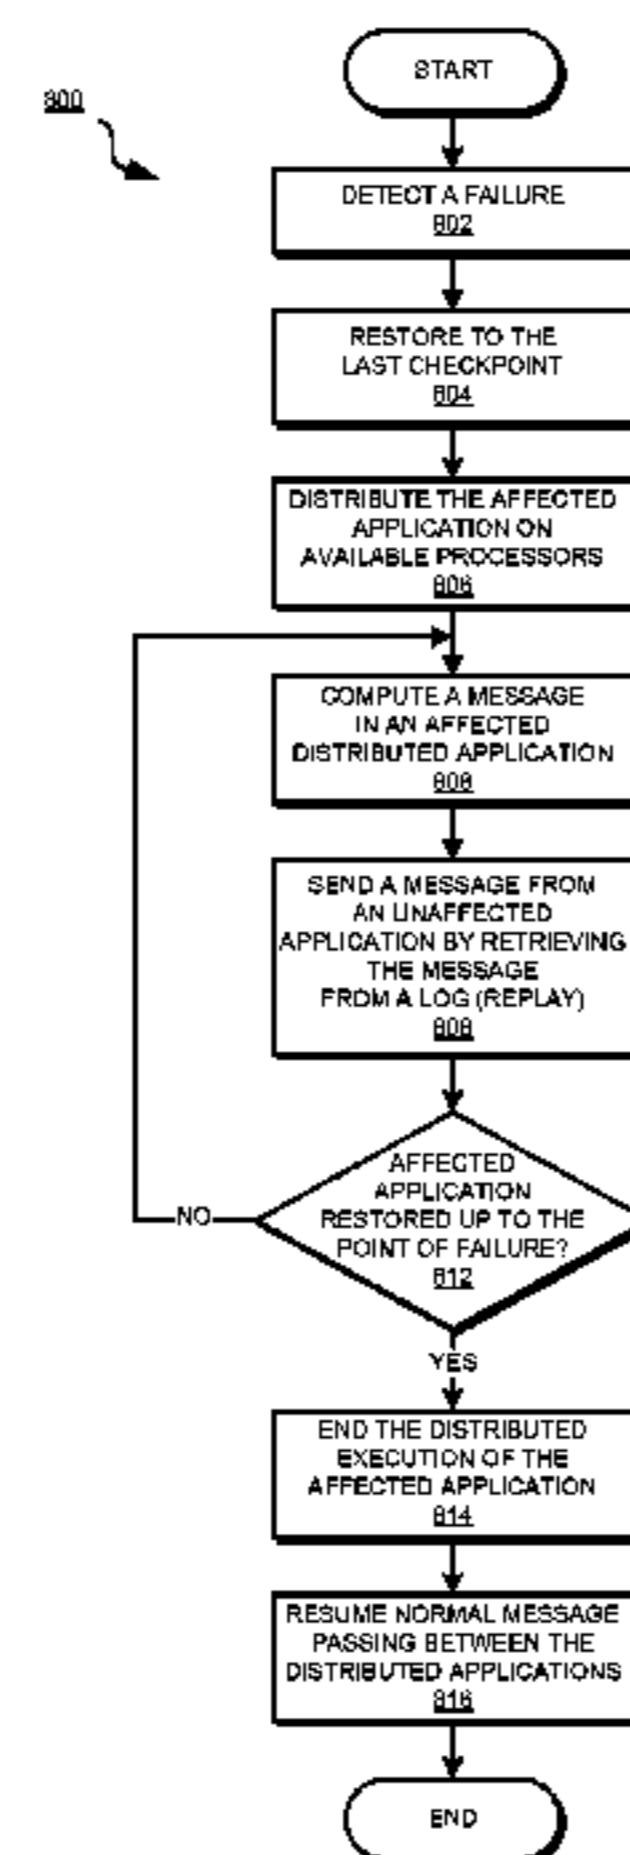 START
800
DETECT A FAILURE
802
RESTORE TO THE
LAST CHECKPOINT
804
DISTRIBUTE THE AFFECTED
APPLICATION ON
AVAILABLE PROCESSORS
806
COMPUTE A MESSAGE
IN AN AFFECTED
DISTRIBUTED APPLICATION
808
SEND A MESSAGE FROM
AN UNAFFECTED
APPLICATION BY RETRIEVING
THE MESSAGE
FROM A LOG (REPLAY)
808
AFFECTED
APPLICATION
RESTORED UP TO THE
POINT OF FAILURE?
812
NO
YES
END THE DISTRIBUTED
EXECUTION OF THE
AFFECTED APPLICATION
814
RESUME NORMAL MESSAGE
PASSING BETWEEN THE
DISTRIBUTED APPLICATIONS
816
END